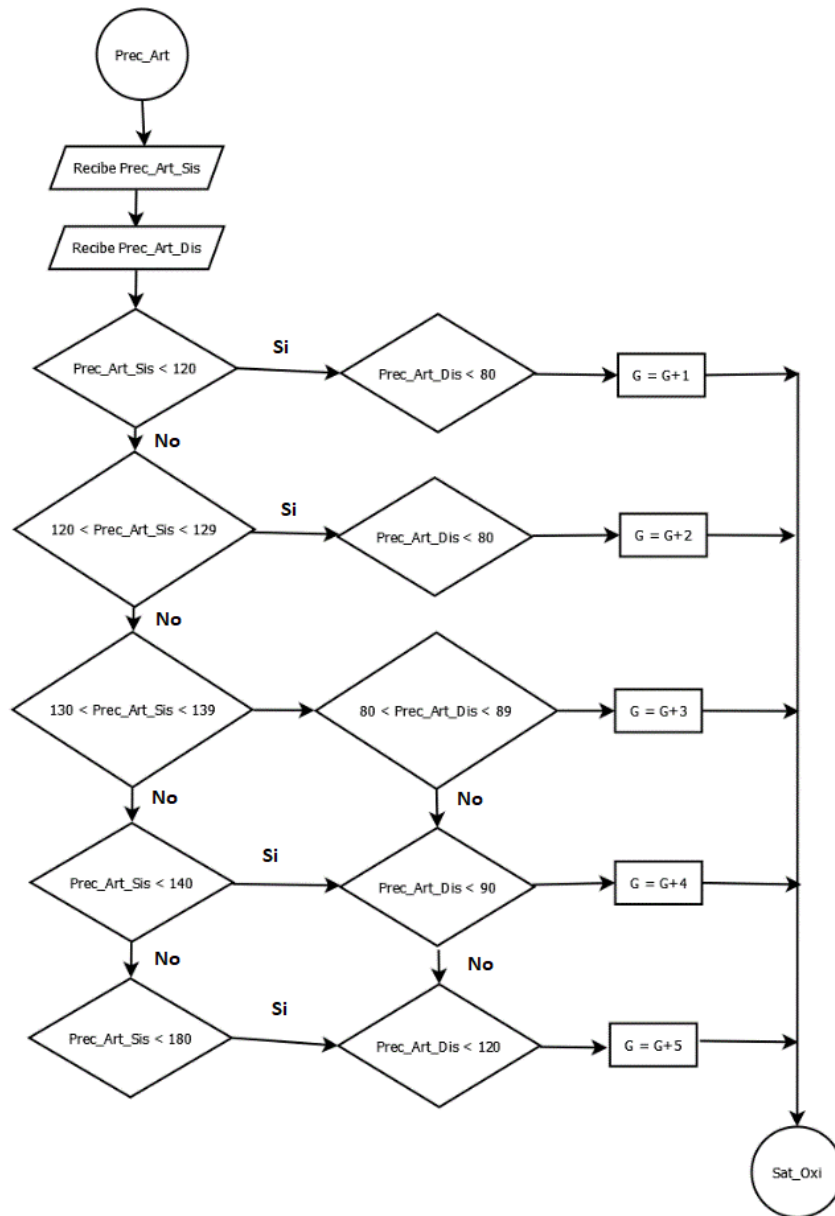 Prec_Art
Recibe Prec_Art_Sis
Recibe Prec_Art_Dis
Prec_Art_Sis < 120
Si
Prec_Art_Dis < 80
G = G+1
No
120 < Prec_Art_Sis < 129
Si
Prec_Art_Dis < 80
G = G+2
No
130 < Prec_Art_Sis < 139
80 < Prec_Art_Dis < 89
G = G+3
No
No
Prec_Art_Sis < 140
Si
Prec_Art_Dis < 90
G = G+4
No
No
Prec_Art_Sis < 180
Si
Prec_Art_Dis < 120
G = G+5
Sat_Oxi